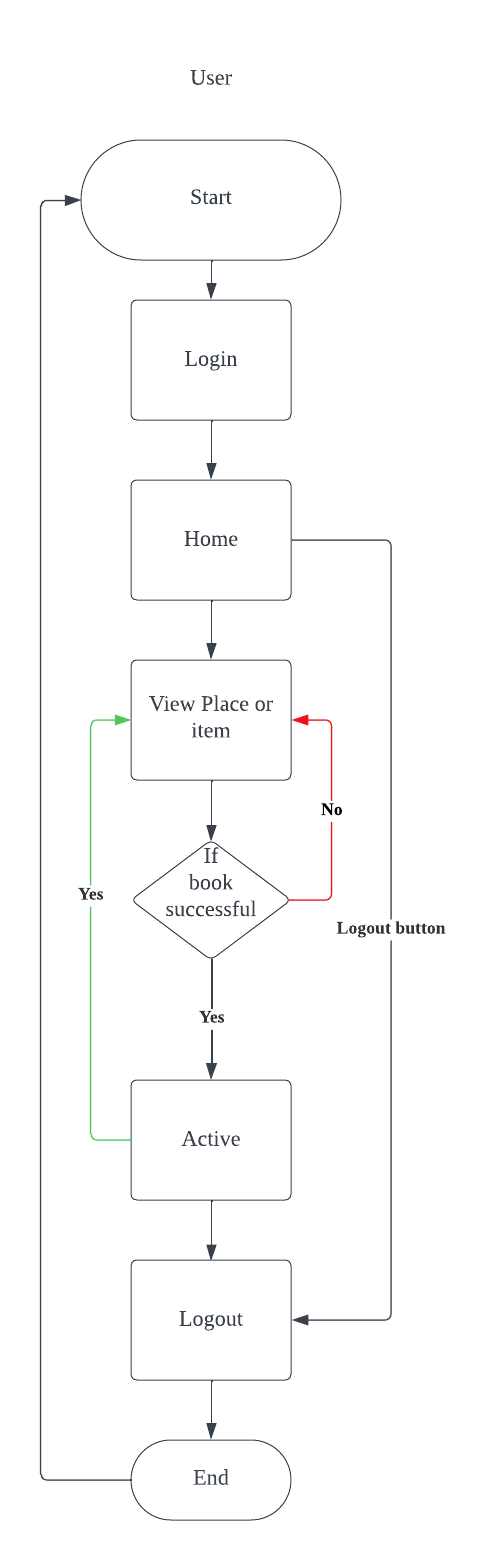 User
Start
Login
Home
View Place or
item
If
book
successful
No
Yes
Logout button
Yes
Active
Logout
End